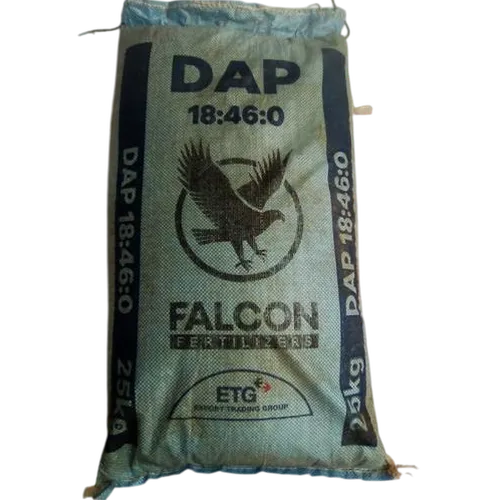 DAP
18:46:0
FALCON
FERTILIZERS
ETG
EXPORT TRADING GROUP
DAP 18:46:0
25kg
DAP 18:46:0
25kg